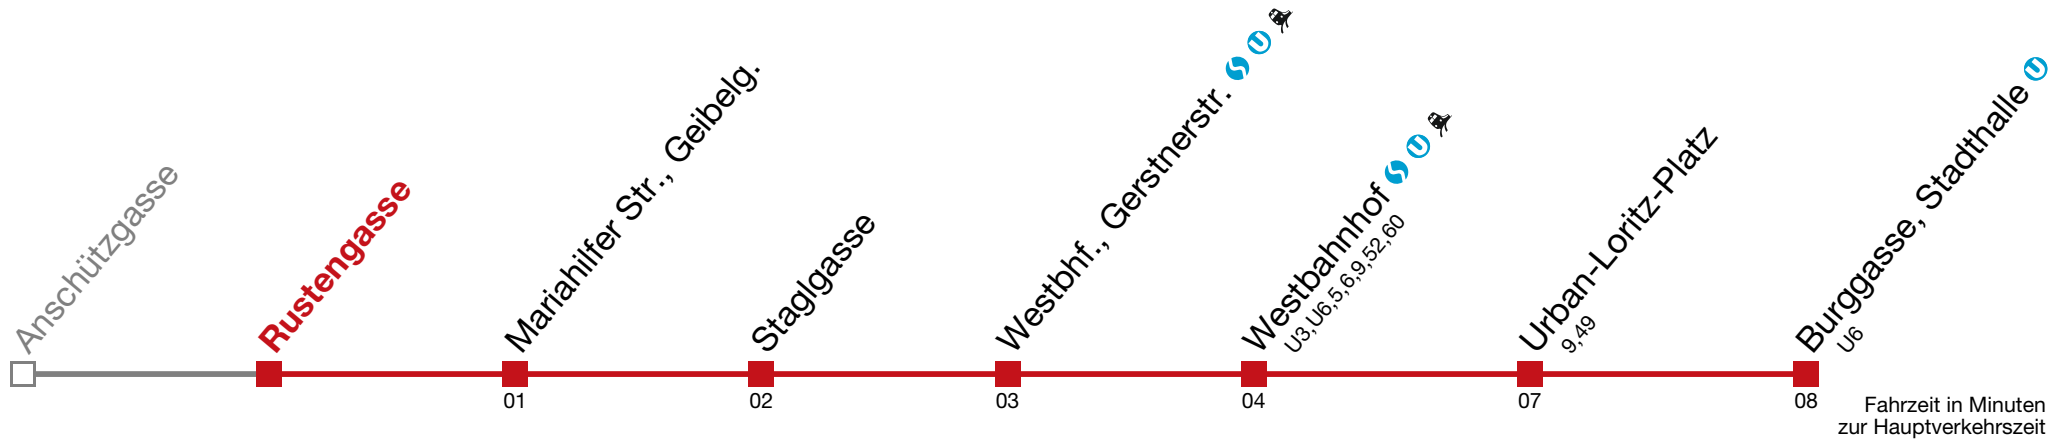 Anschützgasse
Rustengasse
Mariahilfer Str., Geibelg.
Staglgasse
Westbhf., Gerstnerstr.
Westbahnhof
U3,U6,5,6,9,52,60
Urban-Loritz-Platz
9,49
Burggasse, Stadthalle
U6
01
02
03
04
07
08
Fahrzeit in Minuten
zur Hauptverkehrszeit